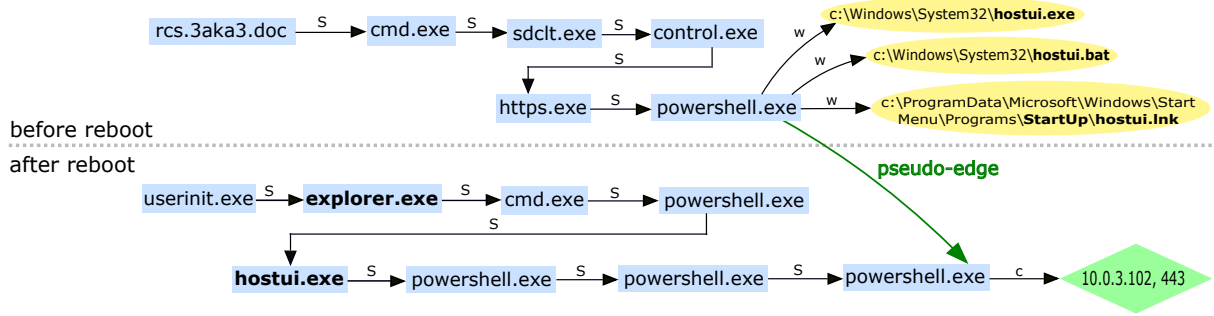 rcs.3aka3.doc S cmd.exe S sdclt.exe S control.exe
w c:\Windows\System32\hostui.exe
S
w c:\Windows\System32\hostui.bat
https.exe S powershell.exe w c:\ProgramData\Microsoft\Windows\Start
Menu\Programs\StartUp\hostui.lnk
before reboot
after reboot
pseudo-edge
userinit.exe S explorer.exe S cmd.exe S powershell.exe
S
hostui.exe S powershell.exe S powershell.exe S powershell.exe c 10.0.3.102, 443